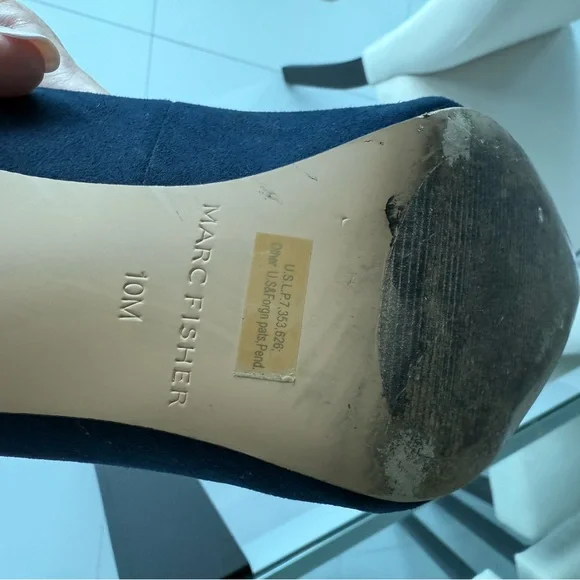 U.S.L.P.7,353,626;
Other U.S&Forgn pats,Pend.
MARC FISHER
10M